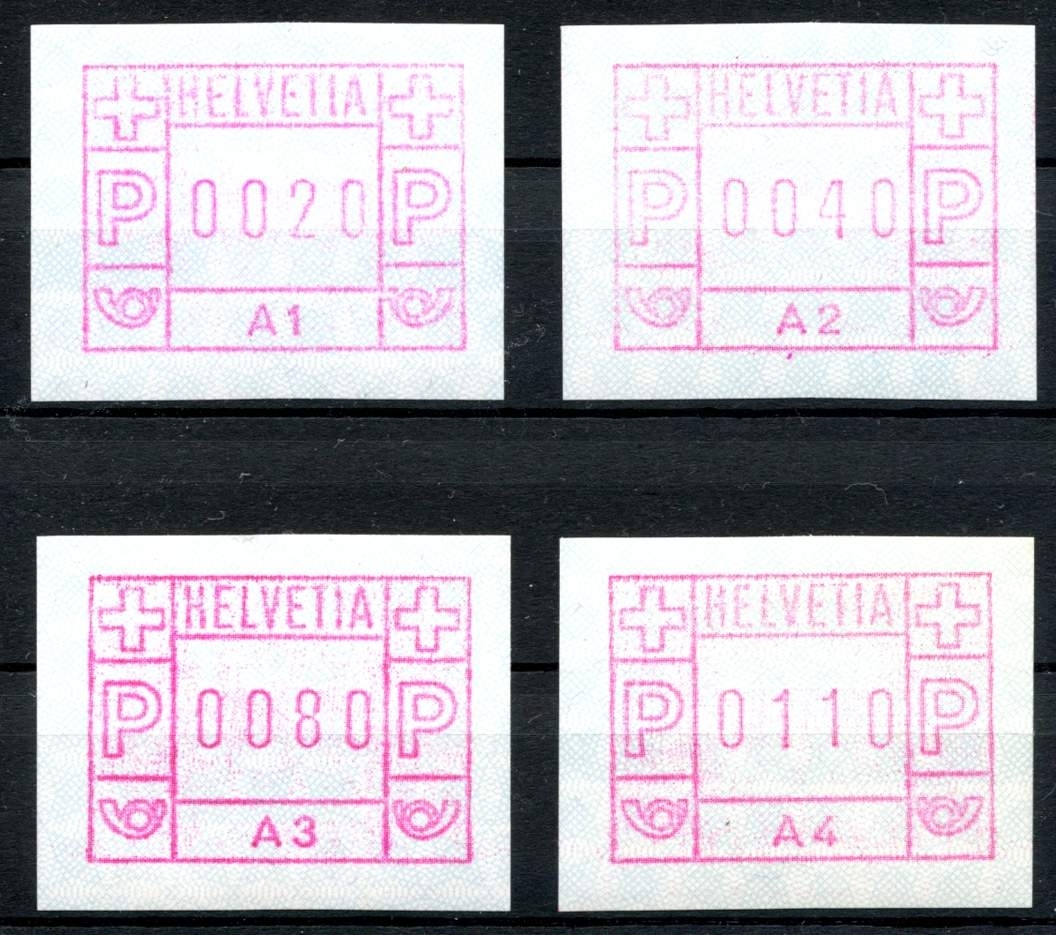 HELVETIA
P 0020 P
A1
HELVETIA
P 0040 P
A2
HELVETIA
P 0080 P
A3
HELVETIA
P 0110 P
A4